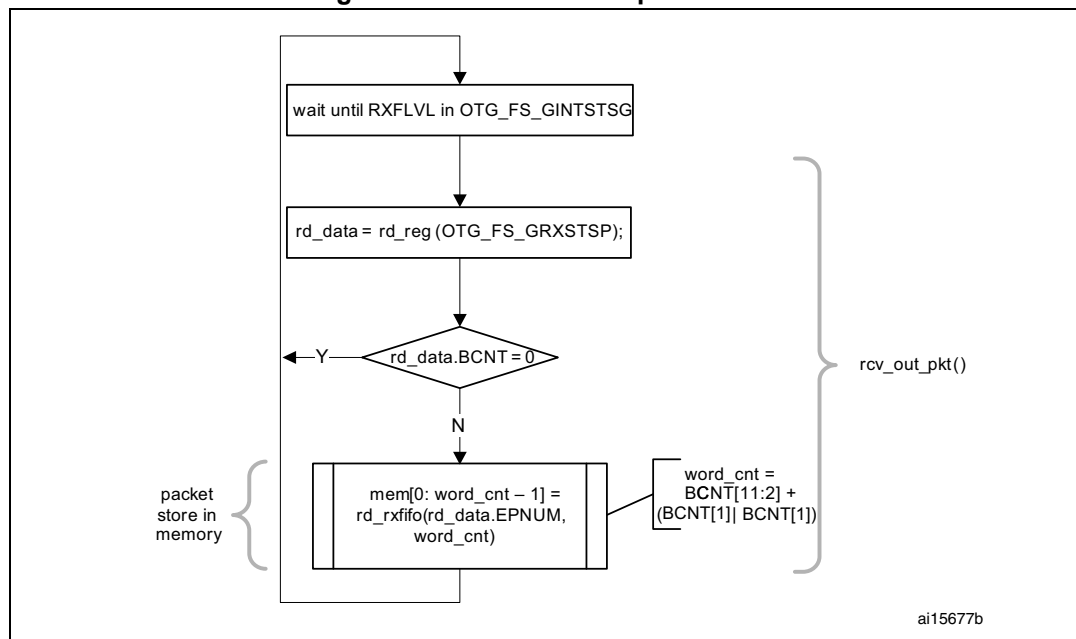 wait until RXFLVL in OTG_FS_GINTSTSG
rd_data = rd_reg (OTG_FS_GRXSTSP);
rd_data.BCNT = 0
Y
rcv_out_pkt()
N
packet
store in
memory
mem[0: word_cnt – 1] =
rd_rxfifo(rd_data.EPNUM,
word_cnt)
word_cnt =
BCNT[11:2] +
(BCNT[1] | BCNT[1])
ai15677b